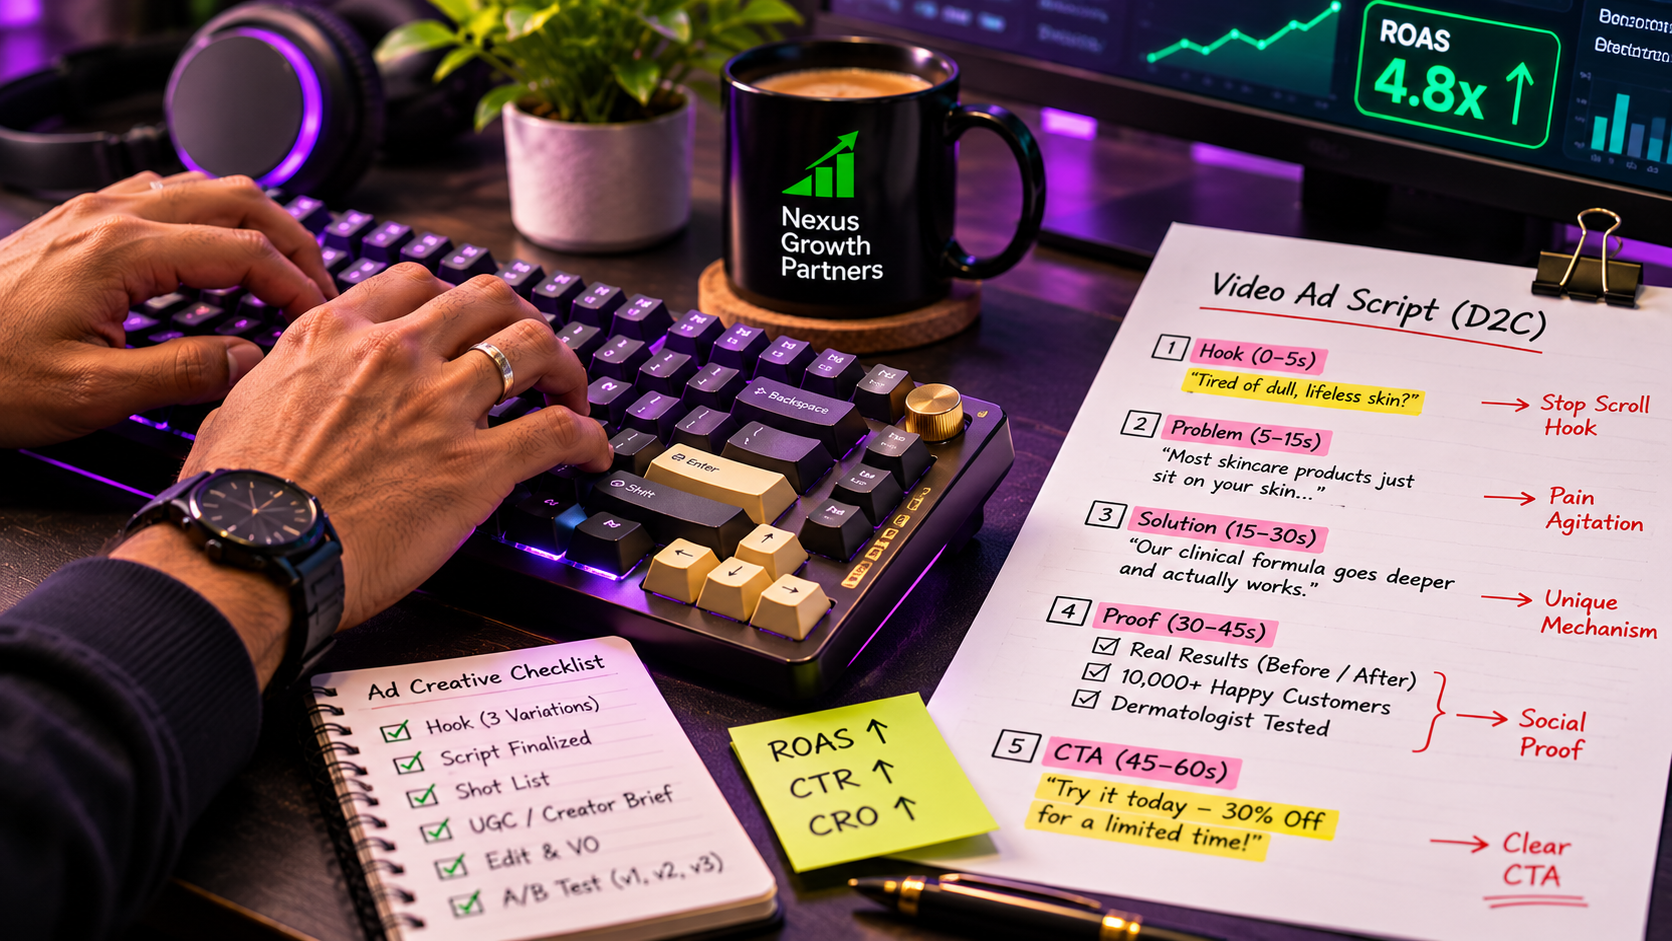 ROAS
4.8x ↑
Nexus
Growth
Partners
Backspace
Enter
Shift
↑
←
↓
→
Video Ad Script (D2C)
1 Hook (0–5s)
"Tired of dull, lifeless skin?"
→ Stop Scroll
Hook
2 Problem (5–15s)
"Most skincare products just
sit on your skin..."
→ Pain
Agitation
3 Solution (15–30s)
"Our clinical formula goes deeper
and actually works."
→ Unique
Mechanism
4 Proof (30–45s)
☑ Real Results (Before / After)
☑ 10,000+ Happy Customers
☑ Dermatologist Tested
→ Social
Proof
5 CTA (45–60s)
"Try it today – 30% Off
for a limited time!"
→ Clear
CTA
Ad Creative Checklist
☑ Hook (3 Variations)
☑ Script Finalized
☑ Shot List
☑ UGC / Creator Brief
☑ Edit & VO
☑ A/B Test (v1, v2, v3)
ROAS ↑
CTR ↑
CRO ↑